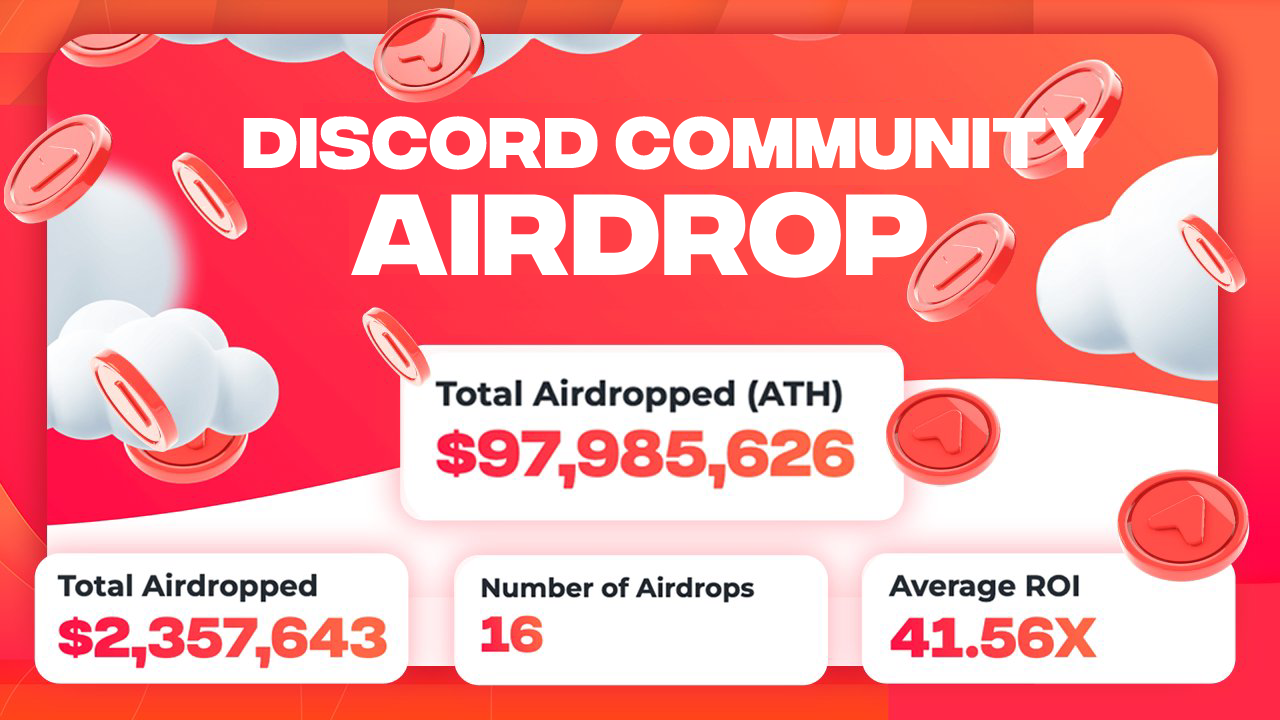 DISCORD COMMUNITY
AIRDROP
Total Airdropped (ATH)
$97,985,626
Total Airdropped
$2,357,643
Number of Airdrops
16
Average ROI
41.56X